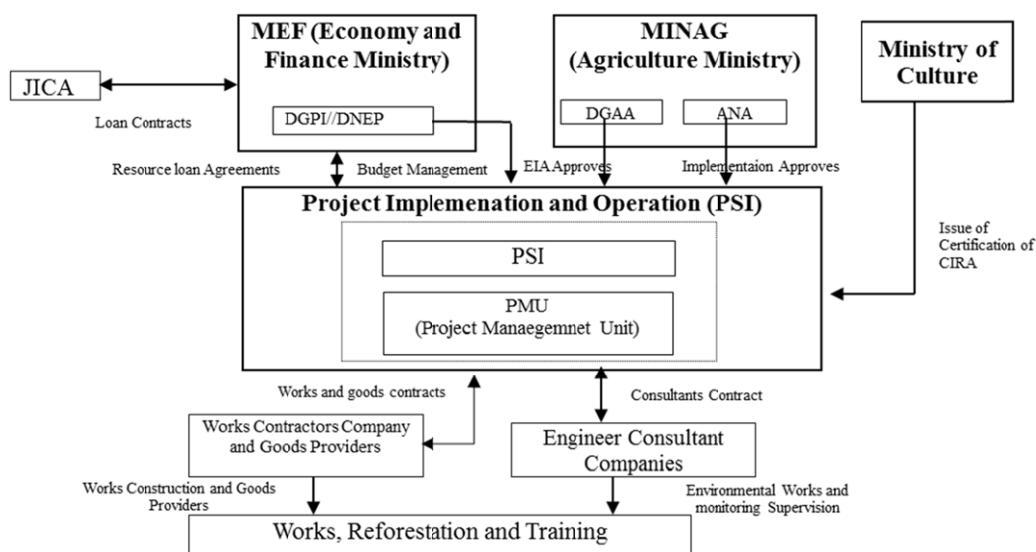 MEF (Economy and
Finance Ministry)
MINAG
(Agriculture Ministry)
Ministry of
Culture
JICA
Loan Contracts
DGPI//DNEP
DGAA
ANA
Resource loan Agreements
Budget Management
EIA Approves
Implementaion Approves
Project Implemenation and Operation (PSI)
PSI
PMU
(Project Manaegemnet Unit)
Issue of
Certification of
CIRA
Works and goods contracts
Consultants Contract
Works Contractors Company
and Goods Providers
Engineer Consultant
Companies
Works Construction and Goods
Providers
Environmental Works and
monitoring Supervision
Works, Reforestation and Training